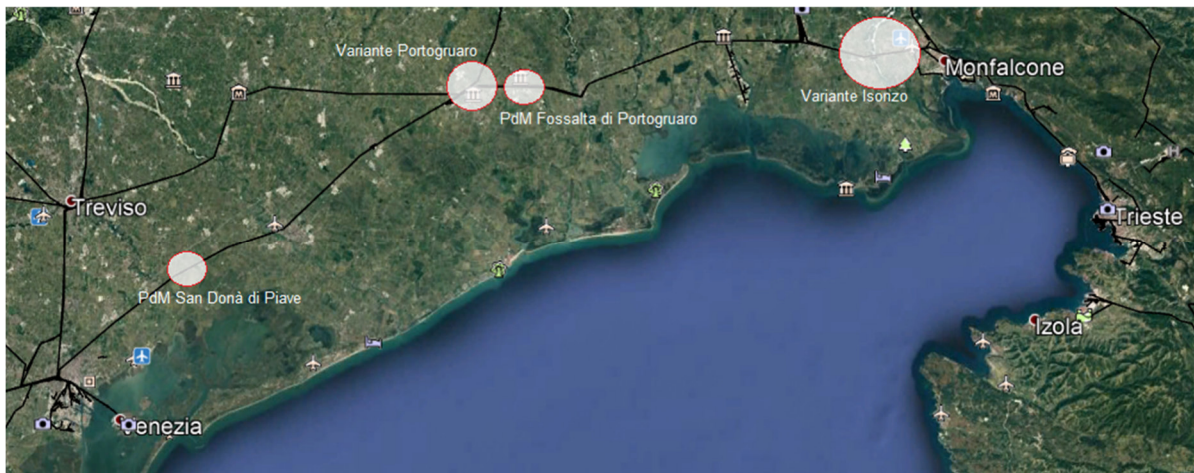 Variante Portogruaro
Monfalcone
Variante Isonzo
PdM Fossalta di Portogruaro
Treviso
Trieste
PdM San Donà di Piave
Izola
Venezia